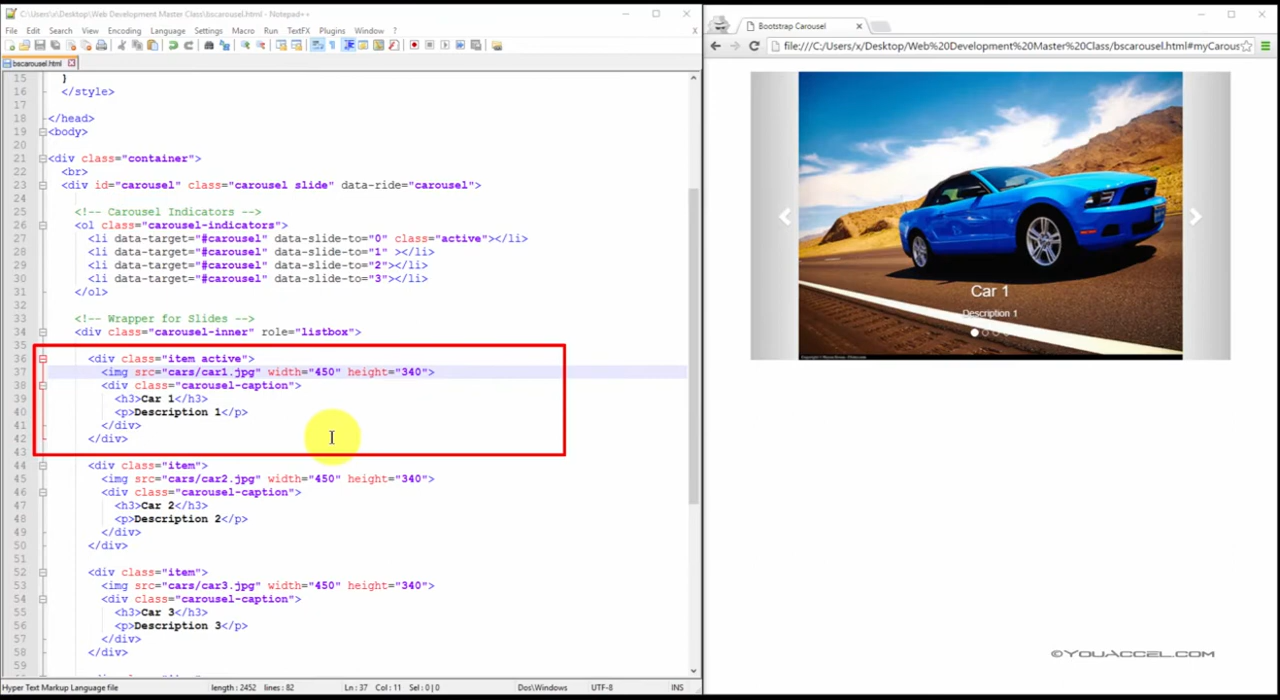 C:\Users\x\Desktop\Web Development Master Class\bscarousel.html - Notepad++
File Edit Search View Encoding Language Settings Macro Run TextFX Plugins Window ? X
bscarousel.html
15 }
16 </style>
17
18 </head>
19 <body>
20
21 <div class="container">
22 <br>
23 <div id="carousel" class="carousel slide" data-ride="carousel">
24
25 <!-- Carousel Indicators -->
26 <ol class="carousel-indicators">
27 <li data-target="#carousel" data-slide-to="0" class="active"></li>
28 <li data-target="#carousel" data-slide-to="1" ></li>
29 <li data-target="#carousel" data-slide-to="2"></li>
30 <li data-target="#carousel" data-slide-to="3"></li>
31 </ol>
32
33 <!-- Wrapper for Slides -->
34 <div class="carousel-inner" role="listbox">
35
36 <div class="item active">
37 <img src="cars/car1.jpg" width="450" height="340">
38 <div class="carousel-caption">
39 <h3>Car 1</h3>
40 <p>Description 1</p>
41 </div>
42 </div>
43
44 <div class="item">
45 <img src="cars/car2.jpg" width="450" height="340">
46 <div class="carousel-caption">
47 <h3>Car 2</h3>
48 <p>Description 2</p>
49 </div>
50 </div>
51
52 <div class="item">
53 <img src="cars/car3.jpg" width="450" height="340">
54 <div class="carousel-caption">
55 <h3>Car 3</h3>
56 <p>Description 3</p>
57 </div>
58 </div>
59
Hyper Text Markup Language file length : 2452 lines : 82 Ln : 37 Col : 11 Sel : 0 | 0 Dos\Windows UTF-8 INS
Bootstrap Carousel
file:///C:/Users/x/Desktop/Web%20Development%20Master%20Class/bscarousel.html#myCarous
Car 1
Description 1
©YOUACCEL.COM